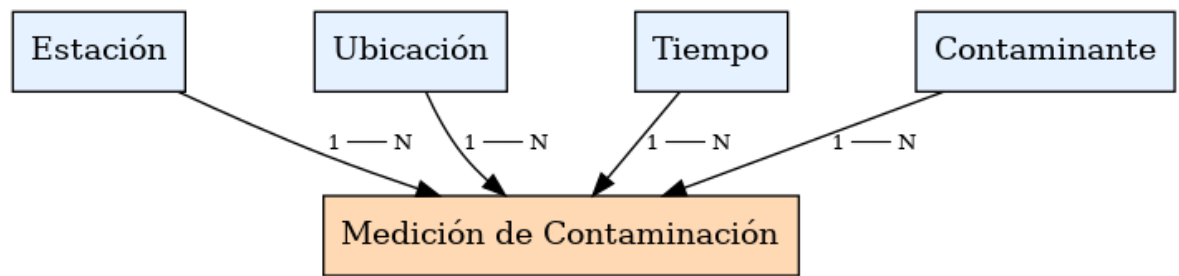 Estación
Ubicación
Tiempo
Contaminante
1 —– N
1 —– N
1 —– N
1 —– N
Medición de Contaminación